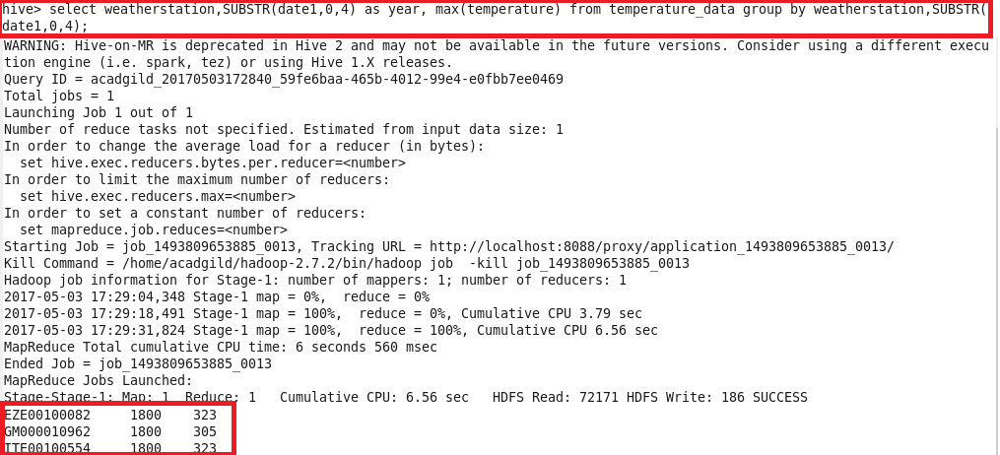 hive> select weatherstation,SUBSTR(date1,0,4) as year, max(temperature) from temperature_data group by weatherstation,SUBSTR(
date1,0,4);
WARNING: Hive-on-MR is deprecated in Hive 2 and may not be available in the future versions. Consider using a different execu
tion engine (i.e. spark, tez) or using Hive 1.X releases.
Query ID = acadgild_20170503172840_59fe6baa-465b-4012-99e4-e0fbb7ee0469
Total jobs = 1
Launching Job 1 out of 1
Number of reduce tasks not specified. Estimated from input data size: 1
In order to change the average load for a reducer (in bytes):
  set hive.exec.reducers.bytes.per.reducer=<number>
In order to limit the maximum number of reducers:
  set hive.exec.reducers.max=<number>
In order to set a constant number of reducers:
  set mapreduce.job.reduces=<number>
Starting Job = job_1493809653885_0013, Tracking URL = http://localhost:8088/proxy/application_1493809653885_0013/
Kill Command = /home/acadgild/hadoop-2.7.2/bin/hadoop job  -kill job_1493809653885_0013
Hadoop job information for Stage-1: number of mappers: 1; number of reducers: 1
2017-05-03 17:29:04,348 Stage-1 map = 0%,  reduce = 0%
2017-05-03 17:29:18,491 Stage-1 map = 100%,  reduce = 0%, Cumulative CPU 3.79 sec
2017-05-03 17:29:31,824 Stage-1 map = 100%,  reduce = 100%, Cumulative CPU 6.56 sec
MapReduce Total cumulative CPU time: 6 seconds 560 msec
Ended Job = job_1493809653885_0013
MapReduce Jobs Launched:
Stage-Stage-1: Map: 1  Reduce: 1   Cumulative CPU: 6.56 sec   HDFS Read: 72171 HDFS Write: 186 SUCCESS
EZE00100082	1800	323
GM000010962	1800	305
ITE00100554	1800	323